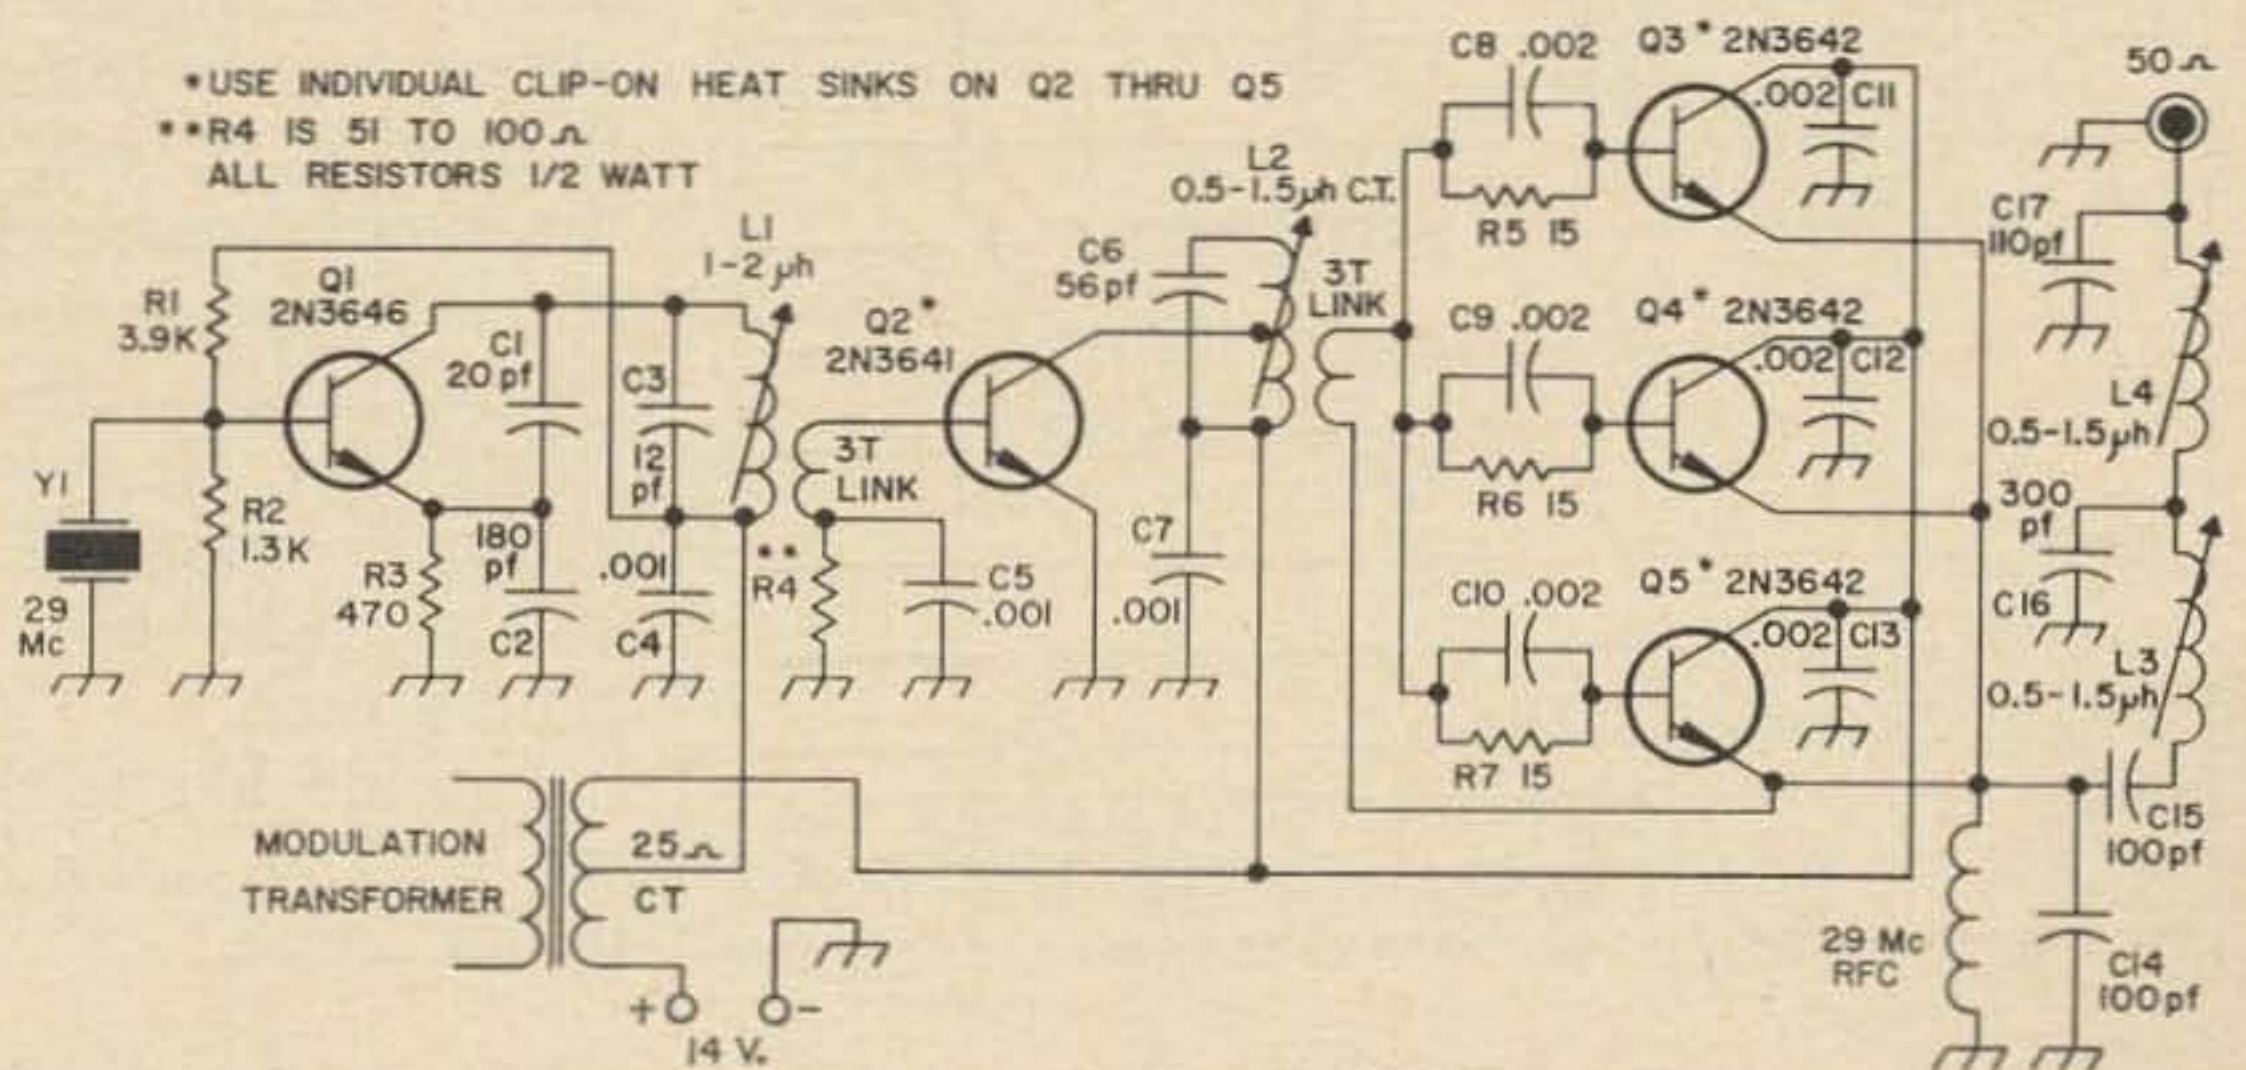 *USE INDIVIDUAL CLIP-ON HEAT SINKS ON Q2 THRU Q5
**R4 IS 51 TO 100Ω
ALL RESISTORS 1/2 WATT
R1
3.9K
Q1
2N3646
C1
20pf
C3
12
pf
L1
1-2 µh
Y1
29
Mc
R2
1.3K
R3
470
180
pf
C2
.001
C4
3T
LINK
**
R4
C5
.001
Q2*
2N3641
C6
56pf
L2
0.5-1.5µh C.T.
3T
LINK
C7
.001
C8 .002
R5 15
Q3* 2N3642
.002 C11
C9 .002
R6 15
Q4* 2N3642
.002 C12
C10 .002
R7 15
Q5* 2N3642
.002 C13
50Ω
C17
110pf
L4
0.5-1.5µh
300
pf
C16
L3
0.5-1.5µh
C15
100pf
29 Mc
RFC
C14
100pf
MODULATION
TRANSFORMER
25Ω
CT
+ -
14 V.